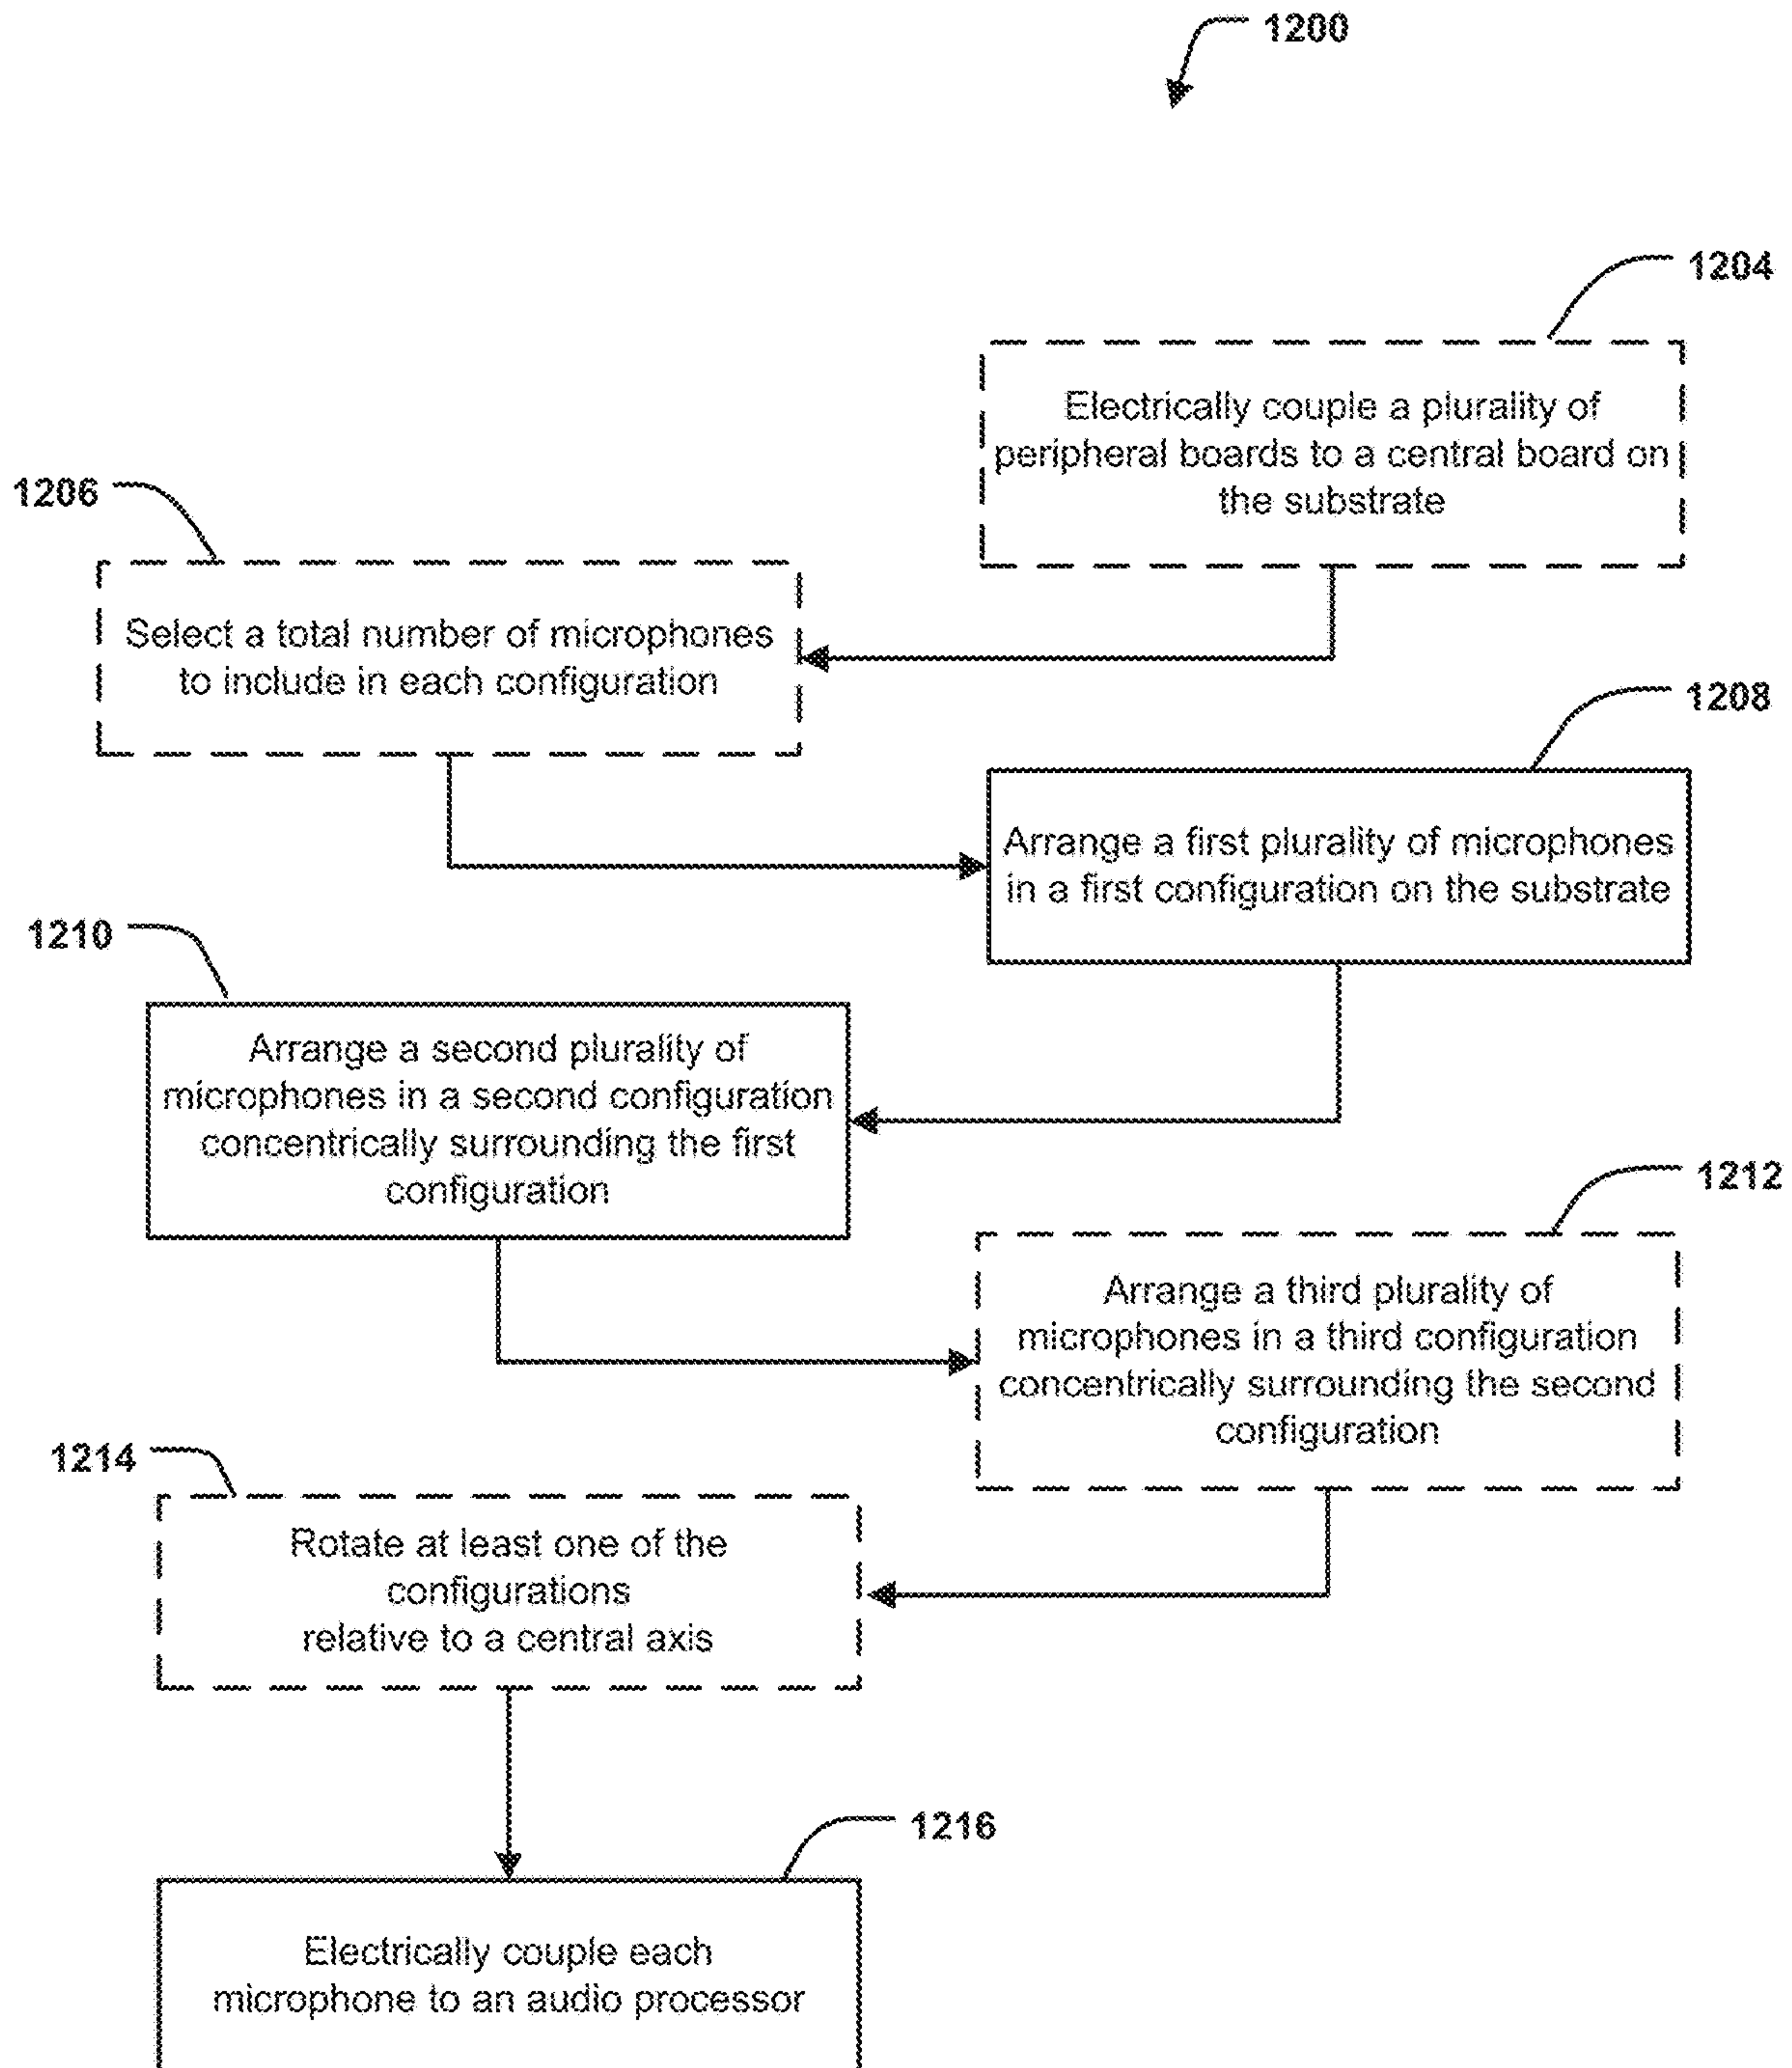 1200
1204
Electrically couple a plurality of
peripheral boards to a central board on
the substrate
1206
Select a total number of microphones
to include in each configuration
1208
Arrange a first plurality of microphones
in a first configuration on the substrate
1210
Arrange a second plurality of
microphones in a second configuration
concentrically surrounding the first
configuration
1212
Arrange a third plurality of
microphones in a third configuration
concentrically surrounding the second
configuration
1214
Rotate at least one of the
configurations
relative to a central axis
1216
Electrically couple each
microphone to an audio processor